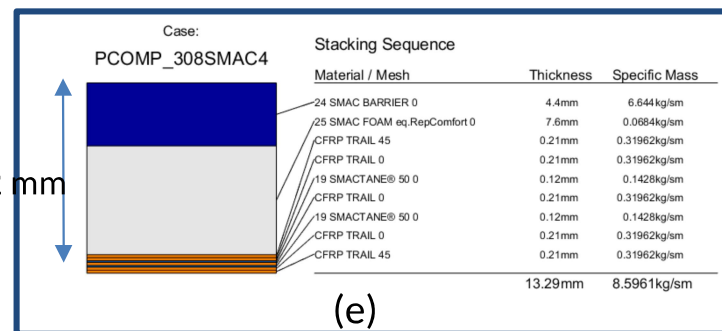 Case:
PCOMP_308SMAC4
Stacking Sequence
Material / Mesh Thickness Specific Mass
24 SMAC BARRIER 0 4.4mm 6.644kg/sm
25 SMAC FOAM eq.RepComfort 0 7.6mm 0.0684kg/sm
CFRP TRAIL 45 0.21mm 0.31962kg/sm
CFRP TRAIL 0 0.21mm 0.31962kg/sm
19 SMACTANE® 50 0 0.12mm 0.1428kg/sm
CFRP TRAIL 0 0.21mm 0.31962kg/sm
19 SMACTANE® 50 0 0.12mm 0.1428kg/sm
CFRP TRAIL 0 0.21mm 0.31962kg/sm
CFRP TRAIL 45 0.21mm 0.31962kg/sm
13.29mm 8.5961kg/sm
mm
(e)